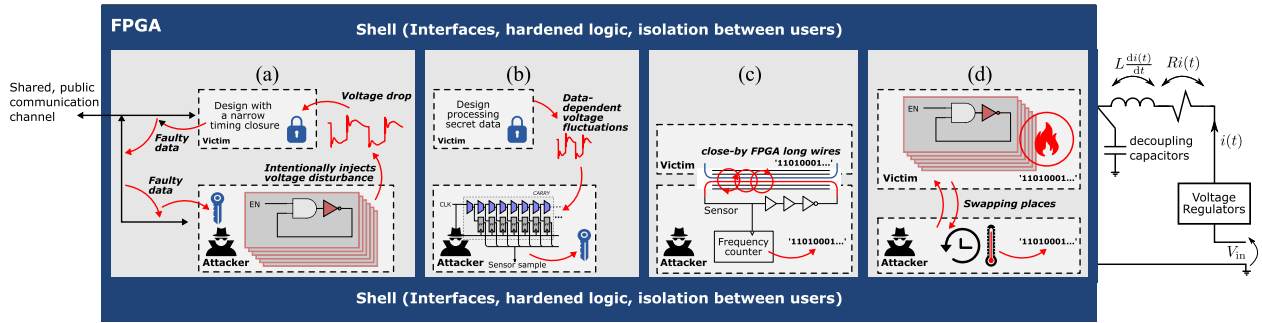 FPGA
Shell (Interfaces, hardened logic, isolation between users)
Shared, public
communication
channel
(a)
Design with
a narrow
timing closure
Victim
Voltage drop
Faulty
data
Faulty
data
Intentionally injects
voltage disturbance
EN
Attacker
(b)
Design
processing
secret data
Victim
Data-
dependent
voltage
fluctuations
CARRY
CLK
Attacker
Sensor sample
(c)
close-by FPGA long wires
Victim
'11010001...'
Sensor
Frequency
counter
'11010001...'
Attacker
(d)
EN
Victim
'11010001...'
Swapping places
Attacker
'11010001...'
Shell (Interfaces, hardened logic, isolation between users)
L di(t)/dt
Ri(t)
decoupling
capacitors
i(t)
Voltage
Regulators
Vin